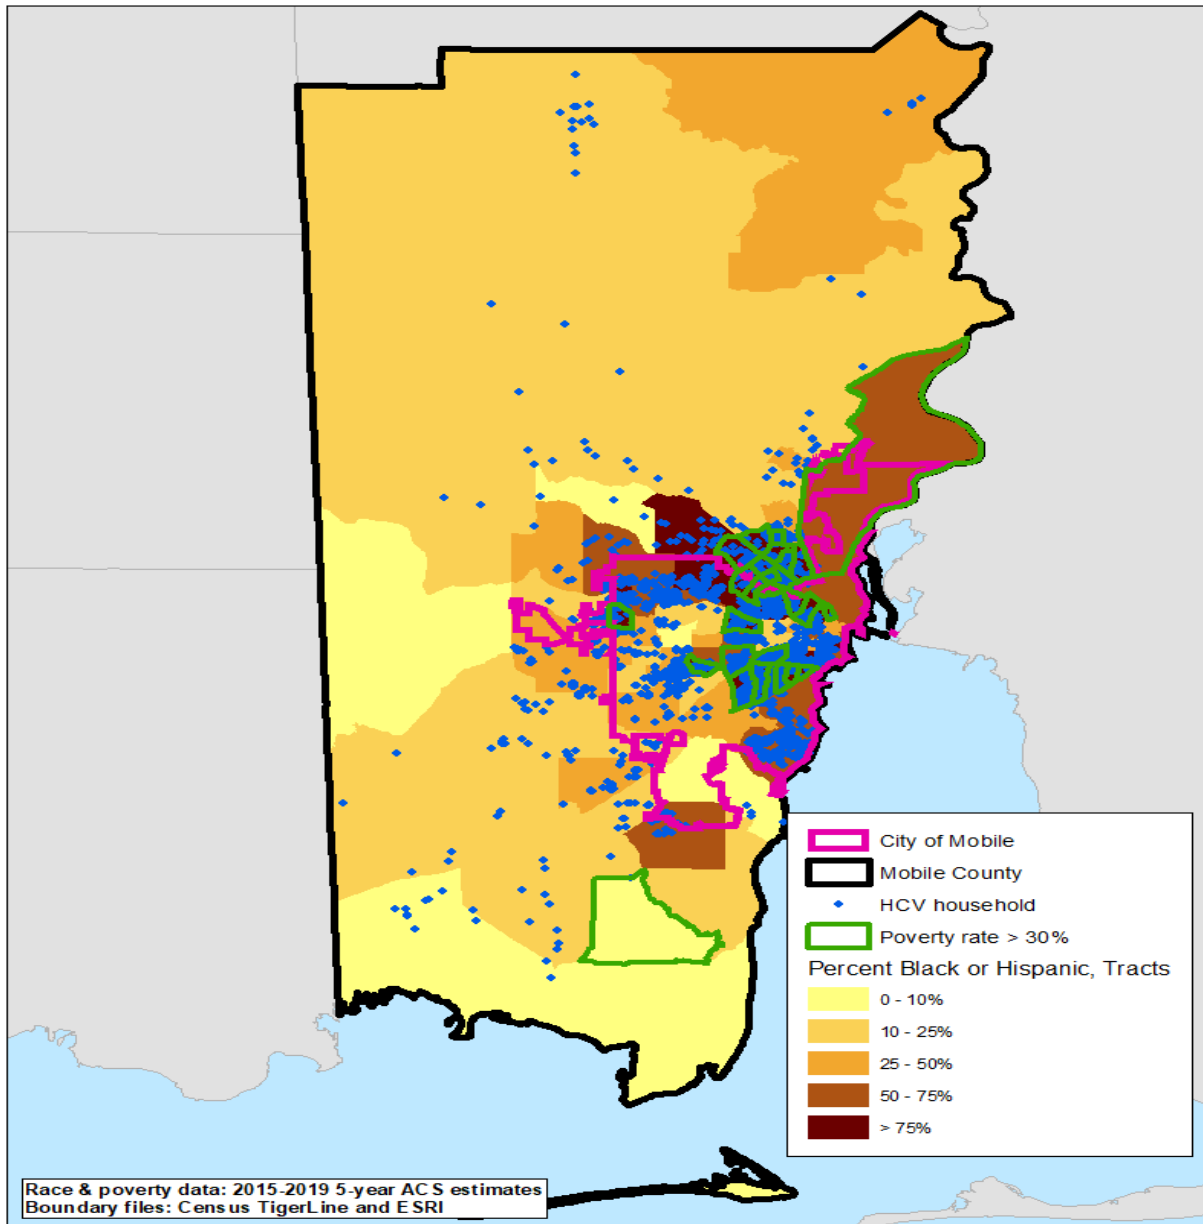 City of Mobile
Mobile County
HCV household
Poverty rate > 30%
Percent Black or Hispanic, Tracts
0 - 10%
10 - 25%
25 - 50%
50 - 75%
> 75%
Race & poverty data: 2015-2019 5-year ACS estimates
Boundary files: Census TigerLine and ESRI